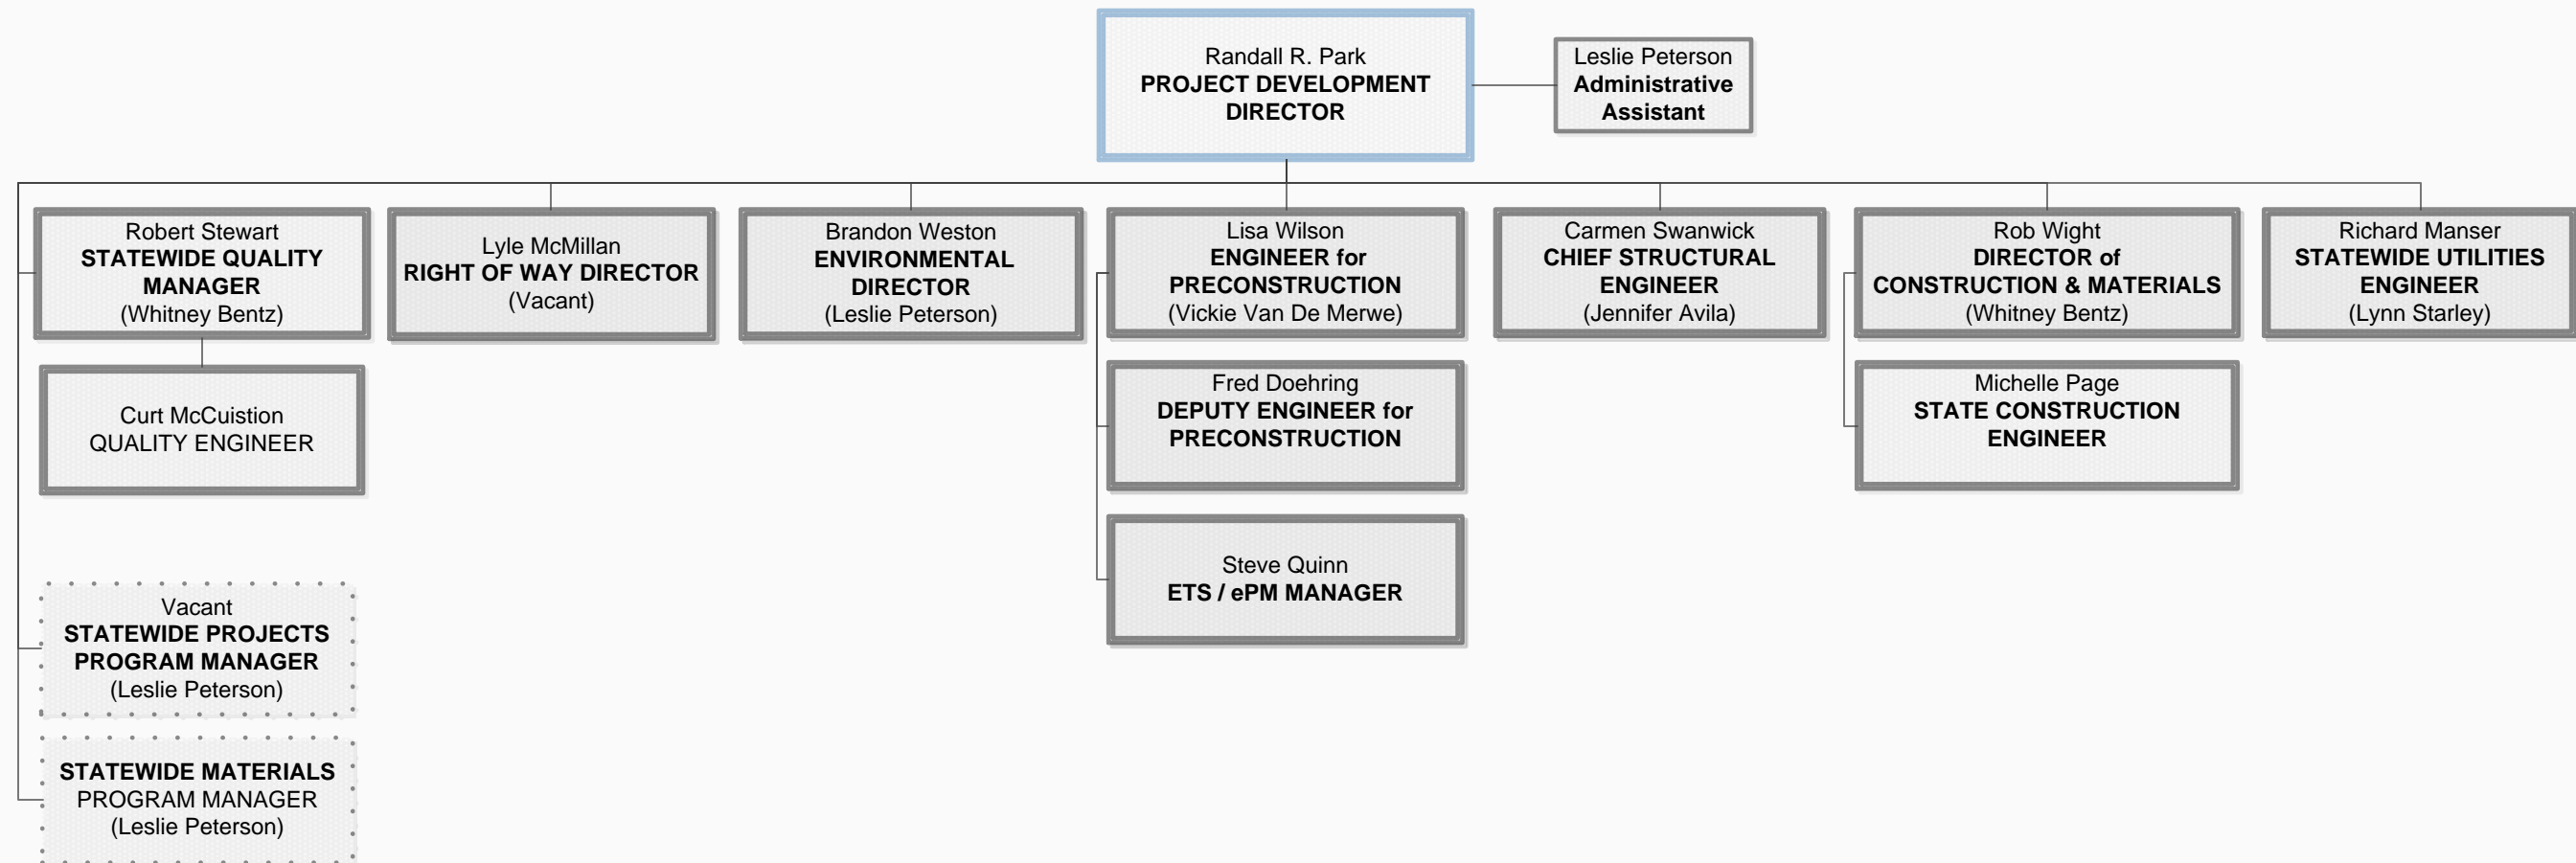 Randall R. Park
PROJECT DEVELOPMENT
DIRECTOR
Leslie Peterson
Administrative
Assistant
Robert Stewart
STATEWIDE QUALITY
MANAGER
(Whitney Bentz)
Lyle McMillan
RIGHT OF WAY DIRECTOR
(Vacant)
Brandon Weston
ENVIRONMENTAL
DIRECTOR
(Leslie Peterson)
Lisa Wilson
ENGINEER for
PRECONSTRUCTION
(Vickie Van De Merwe)
Carmen Swanwick
CHIEF STRUCTURAL
ENGINEER
(Jennifer Avila)
Rob Wight
DIRECTOR of
CONSTRUCTION & MATERIALS
(Whitney Bentz)
Richard Manser
STATEWIDE UTILITIES
ENGINEER
(Lynn Starley)
Curt McCuistion
QUALITY ENGINEER
Fred Doehring
DEPUTY ENGINEER for
PRECONSTRUCTION
Michelle Page
STATE CONSTRUCTION
ENGINEER
Steve Quinn
ETS / ePM MANAGER
Vacant
STATEWIDE PROJECTS
PROGRAM MANAGER
(Leslie Peterson)
STATEWIDE MATERIALS
PROGRAM MANAGER
(Leslie Peterson)